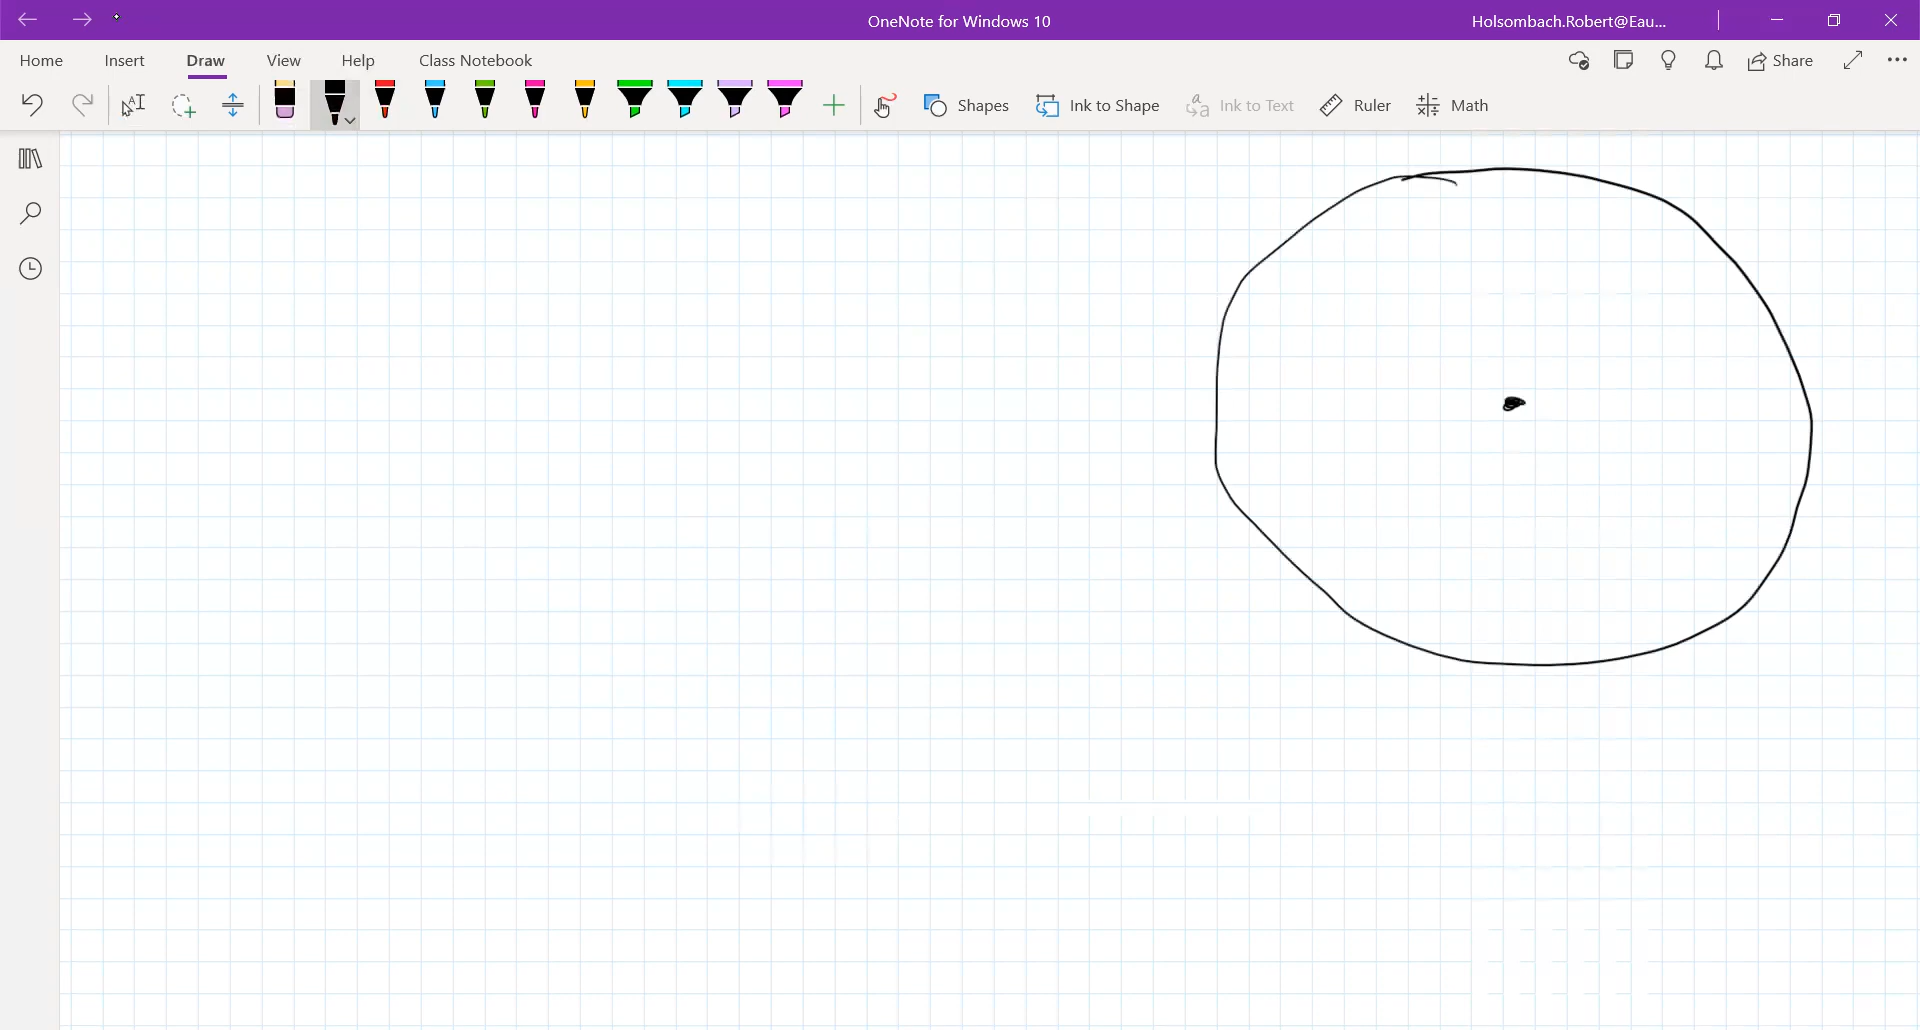 OneNote for Windows 10
Holsombach.Robert@Eau...
Home
Insert
Draw
View
Help
Class Notebook
Share
Shapes
Ink to Shape
Ink to Text
Ruler
Math